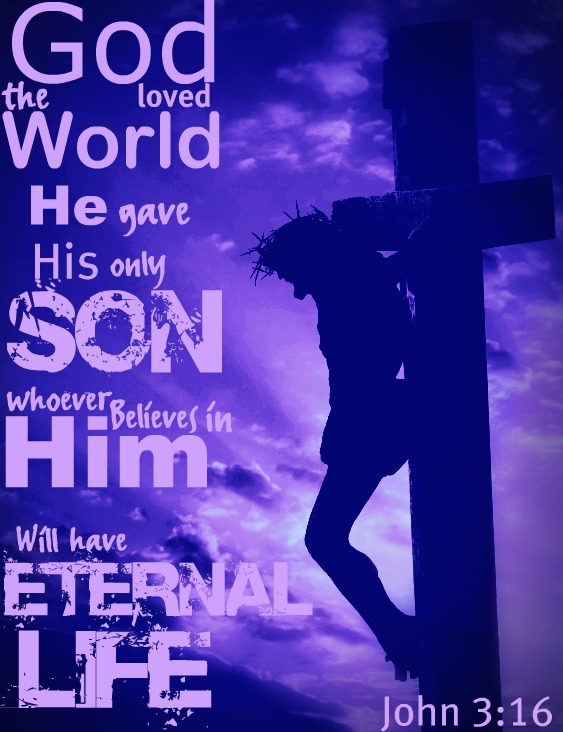 God
the loved
World
He gave
His only
SON
whoever Believes in
Him
Will have
ETERNAL
LIFE
John 3:16